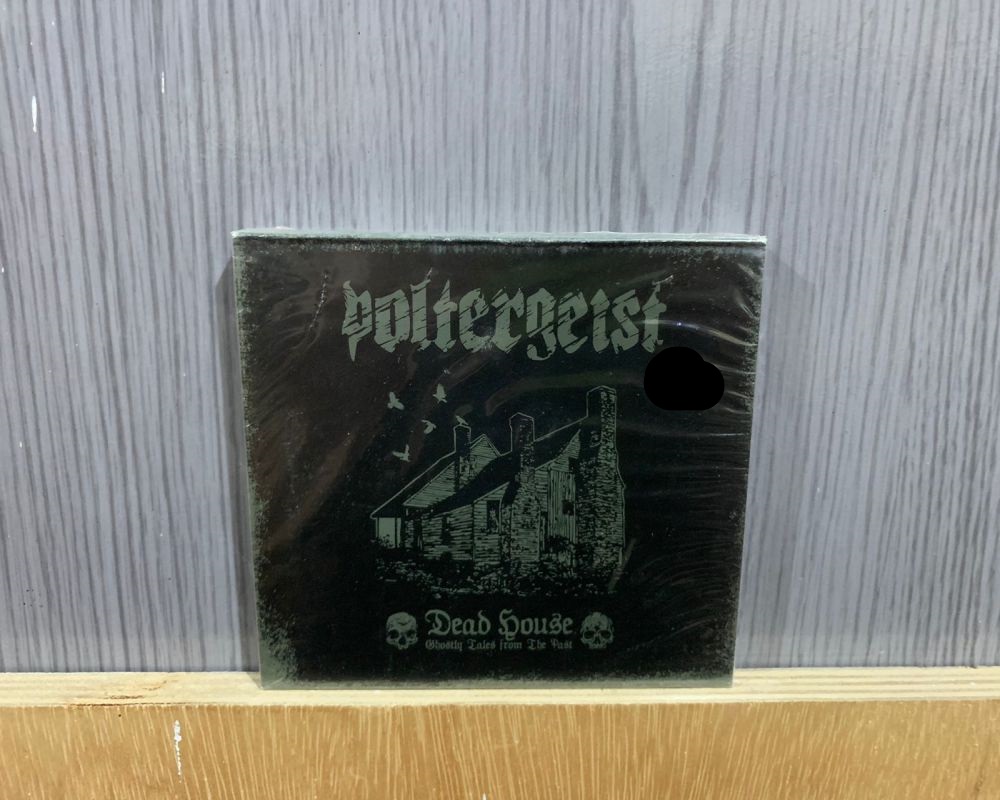 poltergeist
Dead House
Ghostly Tales from The Past